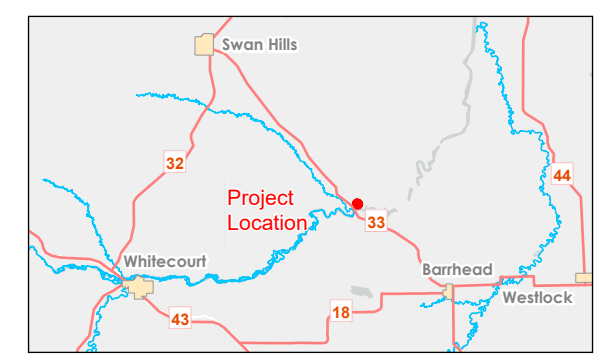 Swan Hills
32
44
Project
Location
33
Whitecourt
Barrhead
Westlock
18
43